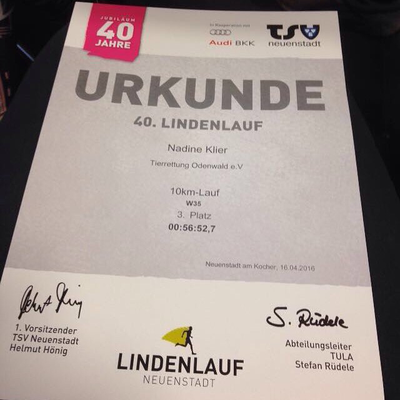 JUBILÄUM
40
JAHRE
in Kooperation mit
Audi BKK
TSV
neuenstadt
URKUNDE
40. LINDENLAUF
Nadine Klier
Tierrettung Odenwald e.V
10km-Lauf
W35
3. Platz
00:56:52,7
Neuenstadt am Kocher, 16.04.2016
1. Vorsitzender
TSV Neuenstadt
Helmut Hönig
S. Rüdele
Abteilungsleiter
TULA
Stefan Rüdele
LINDENLAUF
NEUENSTADT